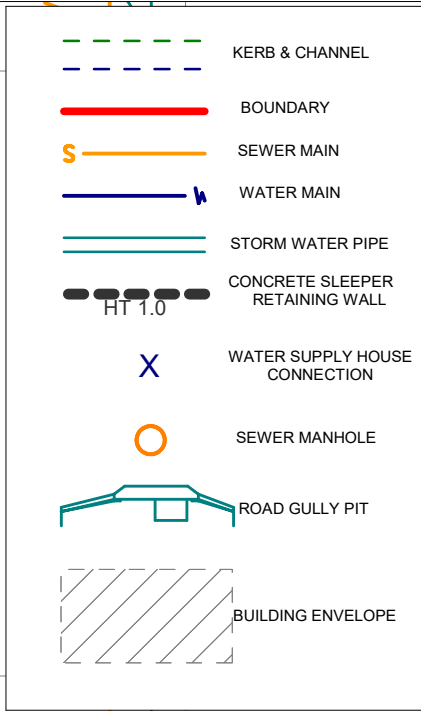 KERB & CHANNEL
BOUNDARY
S
SEWER MAIN
WATER MAIN
STORM WATER PIPE
CONCRETE SLEEPER
RETAINING WALL
HT 1.0
X
WATER SUPPLY HOUSE
CONNECTION
SEWER MANHOLE
ROAD GULLY PIT
BUILDING ENVELOPE